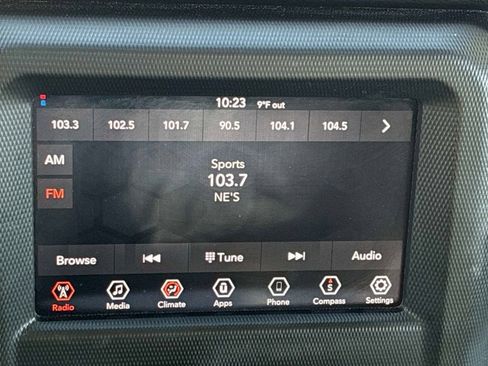 10:23 9°F out
103.3 102.5 101.7 90.5 104.1 104.5
AM
Sports
103.7
FM
NE'S
Browse Tune Audio
Radio Media Climate Apps Phone Compass Settings